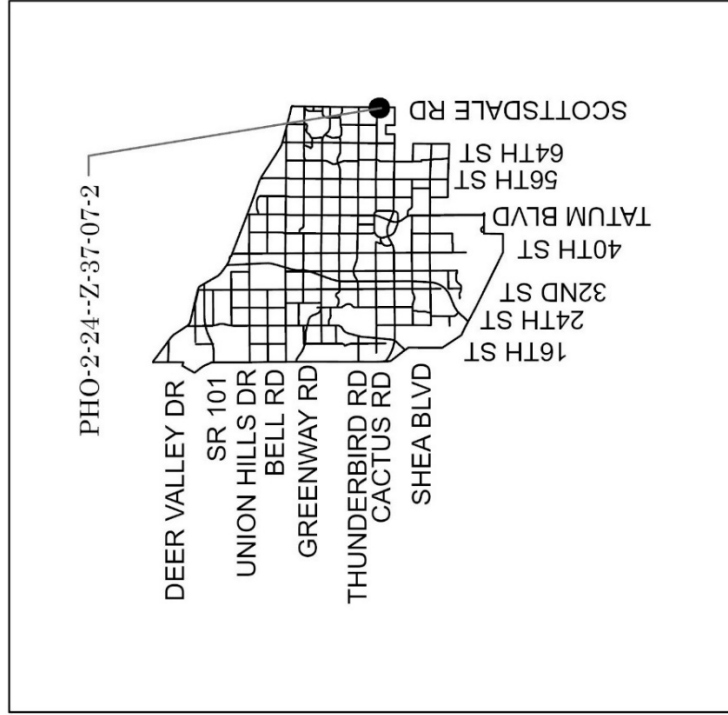 PHO-2-24--Z-37-07-2
DEER VALLEY DR
SR 101
UNION HILLS DR
BELL RD
GREENWAY RD
THUNDERBIRD RD
CACTUS RD
SHEA BLVD
16TH ST
24TH ST
32ND ST
40TH ST
TATUM BLVD
56TH ST
64TH ST
SCOTTSDALE RD